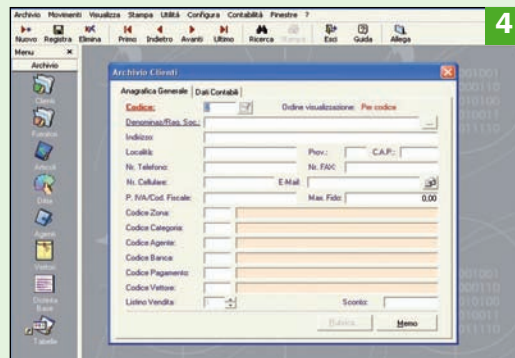 Archivio Movimenti Visualizza Stampa Utilità Configura Contabilità Finestre ?
4
Nuovo Registra Elimina Primo Indietro Avanti Ultimo Ricerca Stampa Esci Guida Allega
Menu ×
Archivio
Clienti
Fornitori
Articoli
Ditte
Agenti
Vettori
Distinta Base
Tabelle
Archivio Clienti
Anagrafica Generale Dati Contabili
Codice: Ordine visualizzazione: Per codice
Denominaz/Rag. Soc.: ...
Indirizzo:
Località: Prov.: C.A.P.:
Nr. Telefono: Nr. FAX:
Nr. Cellulare: E-Mail:
P. IVA/Cod. Fiscale: Max. Fido: 0,00
Codice Zona:
Codice Categoria:
Codice Agente:
Codice Banca:
Codice Pagamento:
Codice Vettore:
Listino Vendita: Sconto:
Rubrica Memo